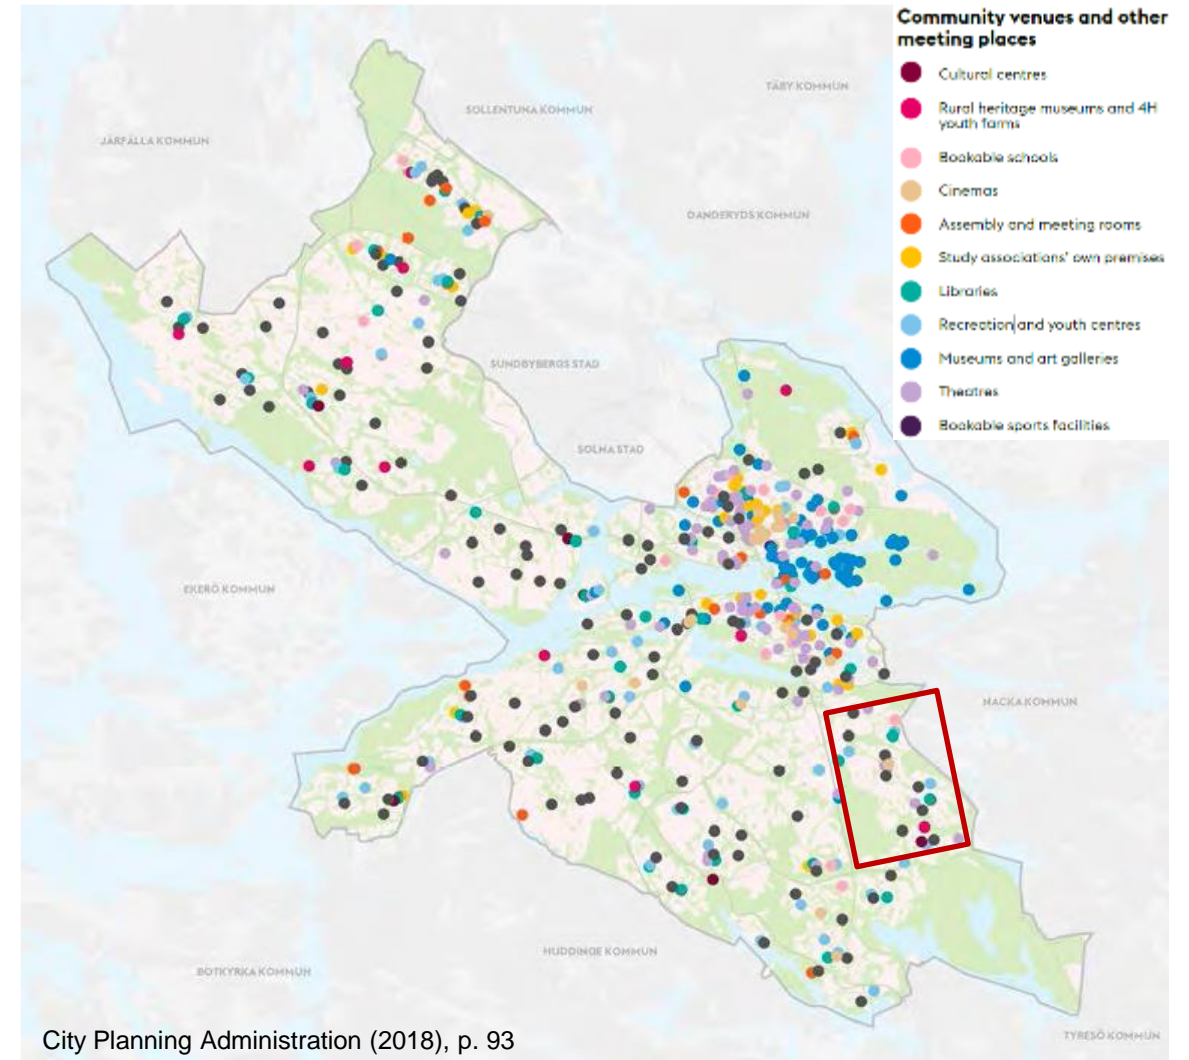 Community venues and other
meeting places
Cultural centres
Rural heritage museums and 4H
youth farms
Bookable schools
Cinemas
Assembly and meeting rooms
Study associations' own premises
Libraries
Recreation and youth centres
Museums and art galleries
Theatres
Bookable sports facilities
TÄBY KOMMUN
SOLLENTUNA KOMMUN
JÄRFÄLLA KOMMUN
DANDERYDS KOMMUN
SUNDBYBERGS STAD
SOLNA STAD
EKERÖ KOMMUN
NACKA KOMMUN
HUDDINGE KOMMUN
BOTKYRKA KOMMUN
TYRESÖ KOMMUN
City Planning Administration (2018), p. 93